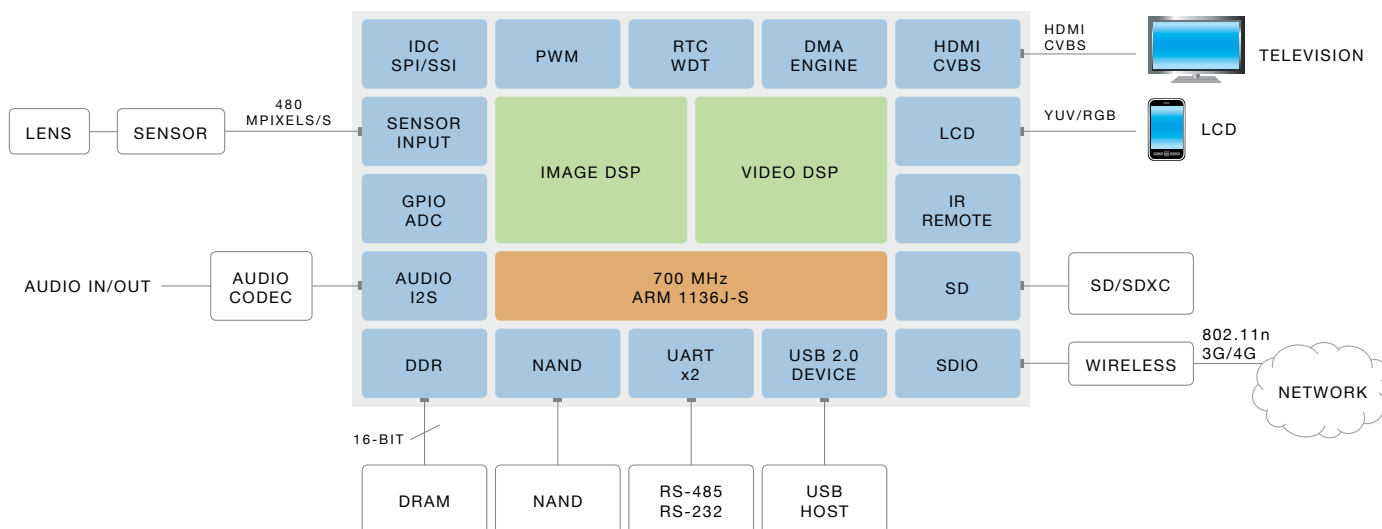 IDC
SPI/SSI
PWM
RTC
WDT
DMA
ENGINE
HDMI
CVBS
HDMI
CVBS
TELEVISION
LENS
SENSOR
480
MPIXELS/S
SENSOR
INPUT
IMAGE DSP
VIDEO DSP
LCD
YUV/RGB
LCD
GPIO
ADC
IR
REMOTE
AUDIO IN/OUT
AUDIO
CODEC
AUDIO
I2S
700 MHz
ARM 1136J-S
SD
SD/SDXC
DDR
NAND
UART
x2
USB 2.0
DEVICE
SDIO
WIRELESS
802.11n
3G/4G
NETWORK
16-BIT
DRAM
NAND
RS-485
RS-232
USB
HOST